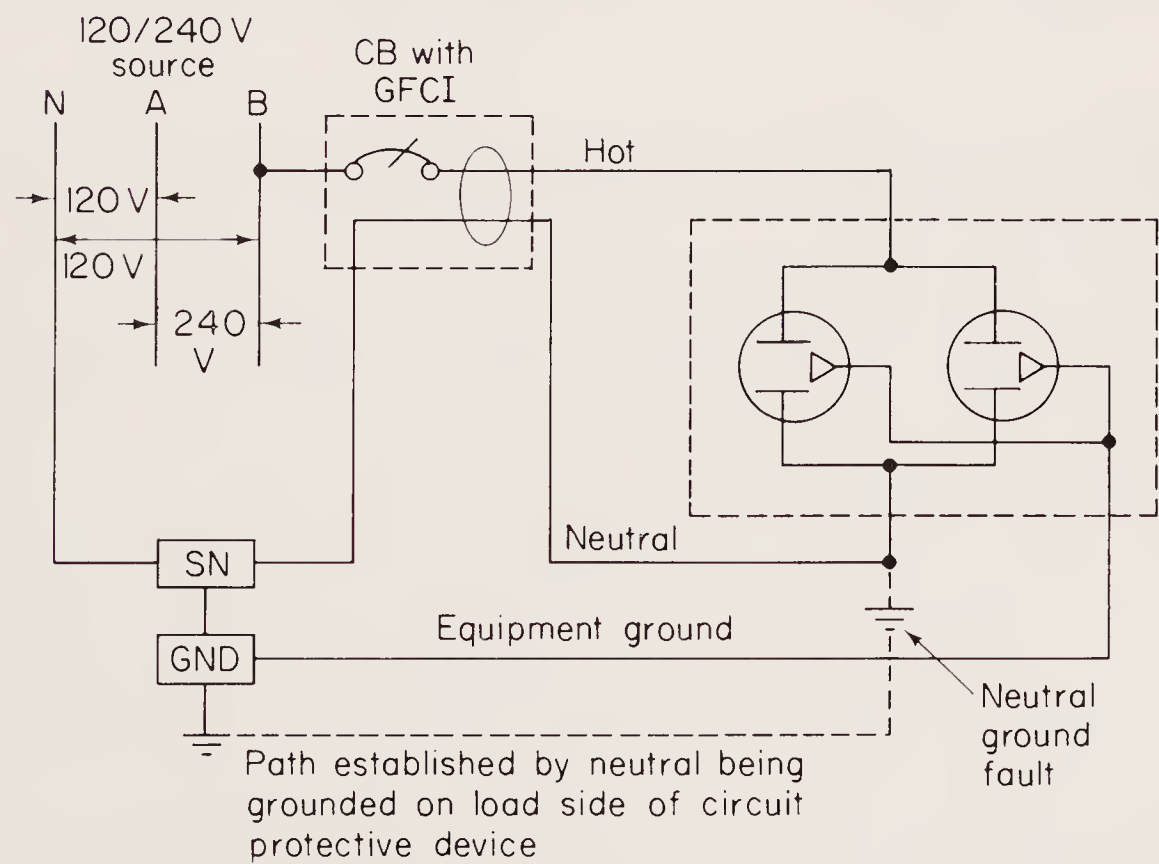 120/240 V
source
N A B
CB with
GFCI
Hot
120 V
120 V
240
V
Neutral
SN
Equipment ground
GND
Neutral
ground
fault
Path established by neutral being
grounded on load side of circuit
protective device